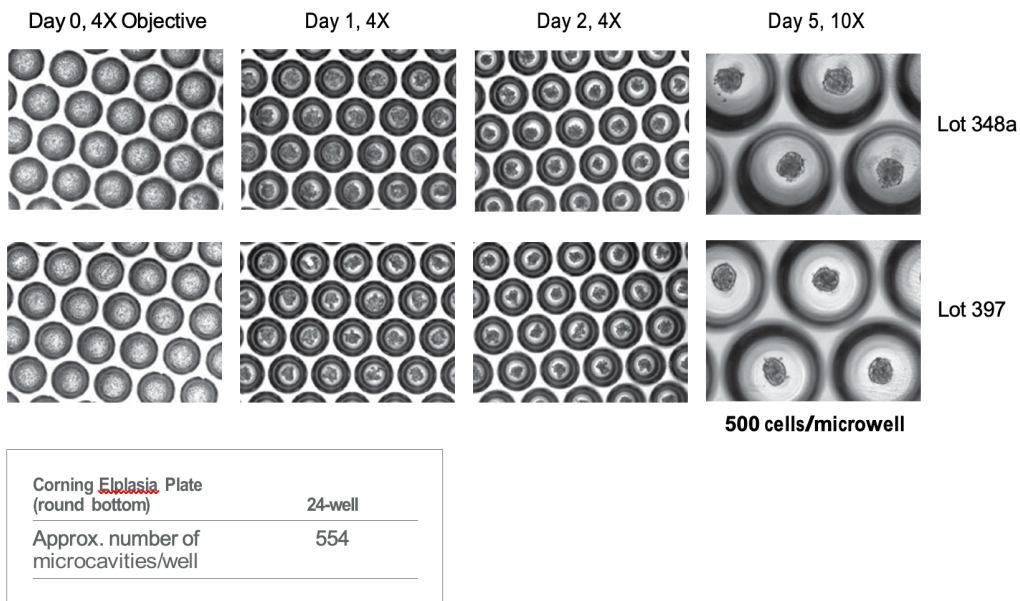 Day 0, 4X Objective
Day 1, 4X
Day 2, 4X
Day 5, 10X
Lot 348a
Lot 397
500 cells/microwell
Corning Elplasia Plate
(round bottom)
24-well
Approx. number of
microcavities/well
554